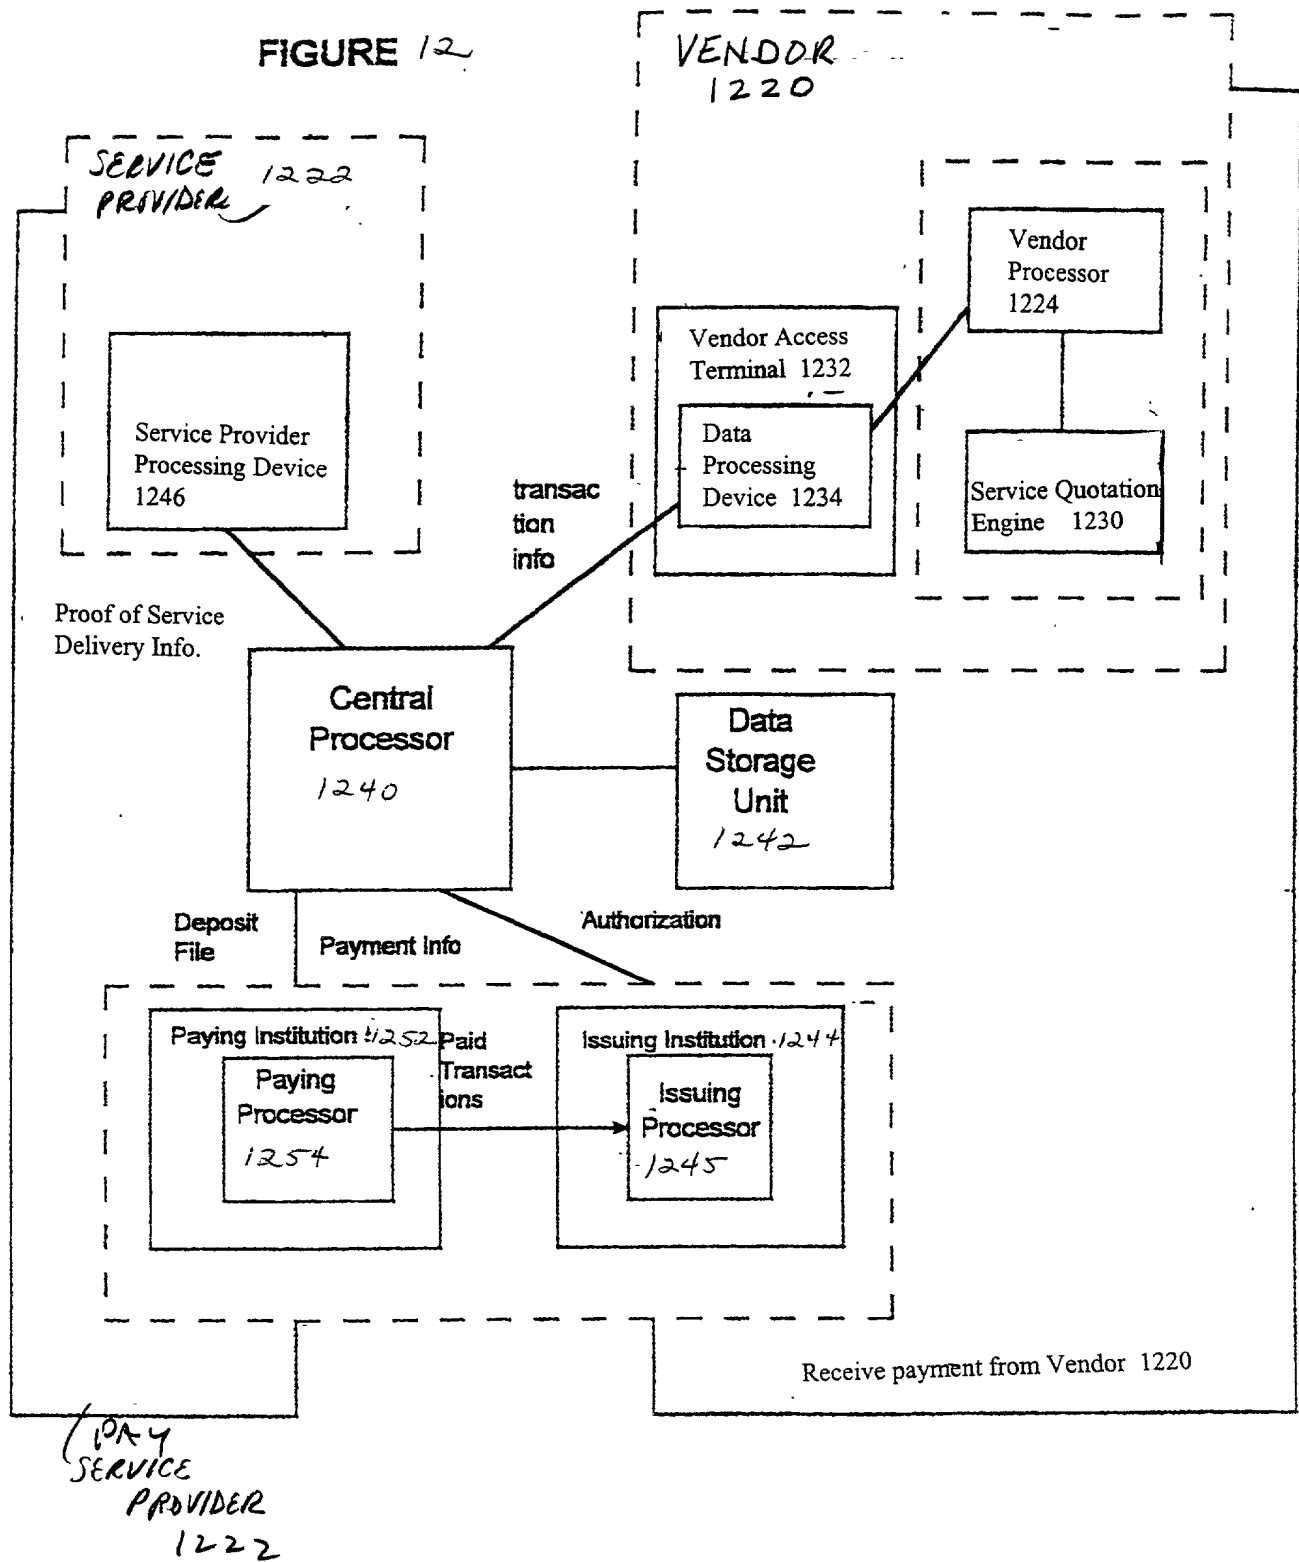 FIGURE 12
VENDOR
1220
SERVICE
PROVIDER 1222
Vendor
Processor
1224
Vendor Access
Terminal 1232
Data
Processing
Device 1234
Service Quotation
Engine 1230
Service Provider
Processing Device
1246
transac
tion
info
Proof of Service
Delivery Info.
Central
Processor
1240
Data
Storage
Unit
1242
Deposit
File
Payment Info
Authorization
Paying Institution 1252
Paid
Transact
ions
Issuing Institution 1244
Paying
Processor
1254
Issuing
Processor
1245
Receive payment from Vendor 1220
PAY
SERVICE
PROVIDER
1222